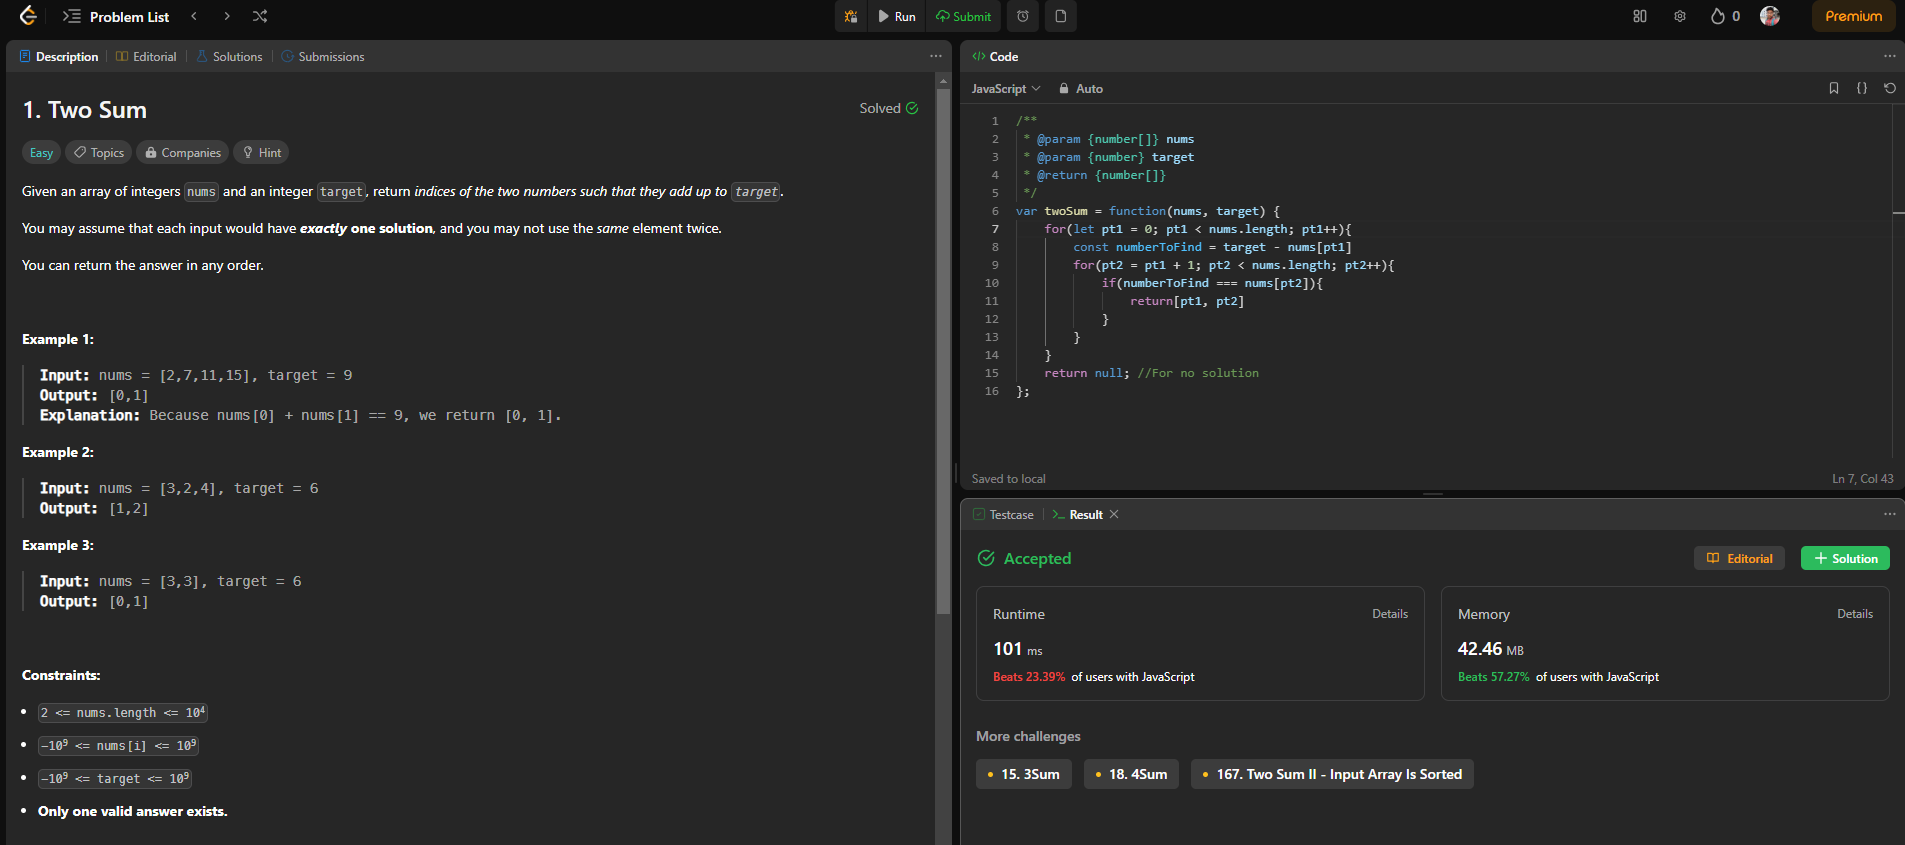 Problem List
Run
Submit
0
Premium
Description
Editorial
Solutions
Submissions
1. Two Sum
Solved
Easy
Topics
Companies
Hint
Given an array of integers nums and an integer target, return indices of the two numbers such that they add up to target.
You may assume that each input would have exactly one solution, and you may not use the same element twice.
You can return the answer in any order.
Example 1:
Input: nums = [2,7,11,15], target = 9
Output: [0,1]
Explanation: Because nums[0] + nums[1] == 9, we return [0, 1].
Example 2:
Input: nums = [3,2,4], target = 6
Output: [1,2]
Example 3:
Input: nums = [3,3], target = 6
Output: [0,1]
Constraints:
2 <= nums.length <= 10⁴
-10⁹ <= nums[i] <= 10⁹
-10⁹ <= target <= 10⁹
Only one valid answer exists.
</> Code
JavaScript
Auto
{}
1 /**
2  * @param {number[]} nums
3  * @param {number} target
4  * @return {number[]}
5  */
6 var twoSum = function(nums, target) {
7     for(let pt1 = 0; pt1 < nums.length; pt1++){
8         const numberToFind = target - nums[pt1]
9         for(pt2 = pt1 + 1; pt2 < nums.length; pt2++){
10             if(numberToFind === nums[pt2]){
11                 return[pt1, pt2]
12             }
13         }
14     }
15     return null; //For no solution
16 };
Saved to local
Ln 7, Col 43
Testcase
>_ Result
Accepted
Editorial
+ Solution
Runtime
Details
101 ms
Beats 23.39% of users with JavaScript
Memory
Details
42.46 MB
Beats 57.27% of users with JavaScript
More challenges
15. 3Sum
18. 4Sum
167. Two Sum II - Input Array Is Sorted